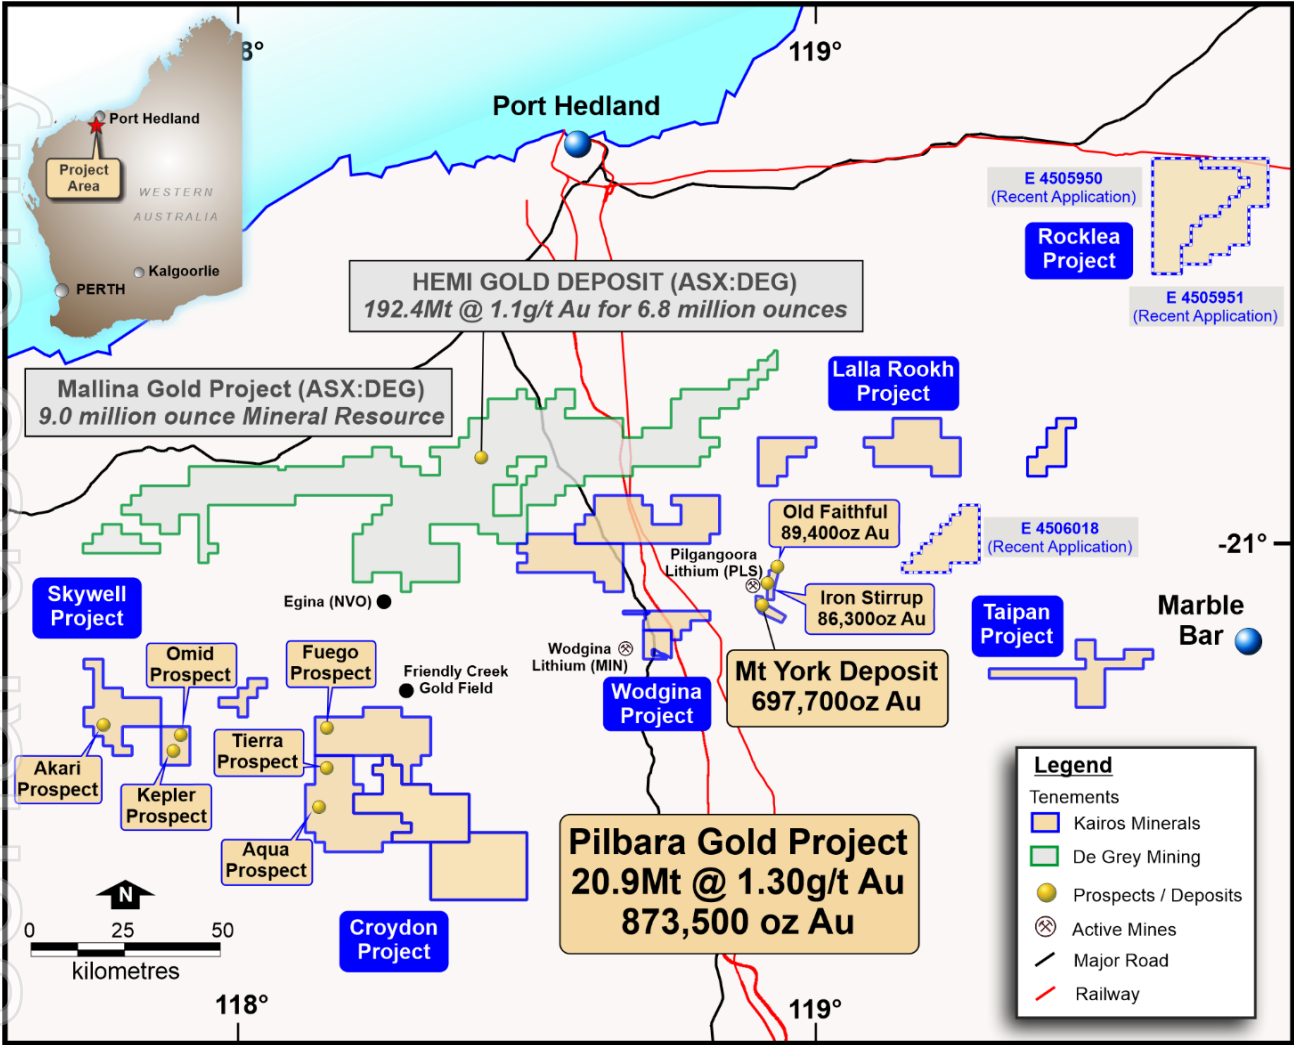 8°
119°
Port Hedland
Port Hedland
Project
Area
WESTERN
AUSTRALIA
Kalgoorlie
PERTH
E 4505950
(Recent Application)
Rocklea
Project
E 4505951
(Recent Application)
HEMI GOLD DEPOSIT (ASX:DEG)
192.4Mt @ 1.1g/t Au for 6.8 million ounces
Mallina Gold Project (ASX:DEG)
9.0 million ounce Mineral Resource
Lalla Rookh
Project
Old Faithful
89,400oz Au
E 4506018
(Recent Application)
-21°
Pilgangoora
Lithium (PLS)
Iron Stirrup
86,300oz Au
Skywell
Project
Egina (NVO)
Taipan
Project
Marble
Bar
Omid
Prospect
Fuego
Prospect
Friendly Creek
Gold Field
Wodgina
Lithium (MIN)
Wodgina
Project
Mt York Deposit
697,700oz Au
Akari
Prospect
Kepler
Prospect
Tierra
Prospect
Aqua
Prospect
Pilbara Gold Project
20.9Mt @ 1.30g/t Au
873,500 oz Au
Croydon
Project
N
0 25 50
kilometres
118°
119°
Legend
Tenements
Kairos Minerals
De Grey Mining
Prospects / Deposits
Active Mines
Major Road
Railway